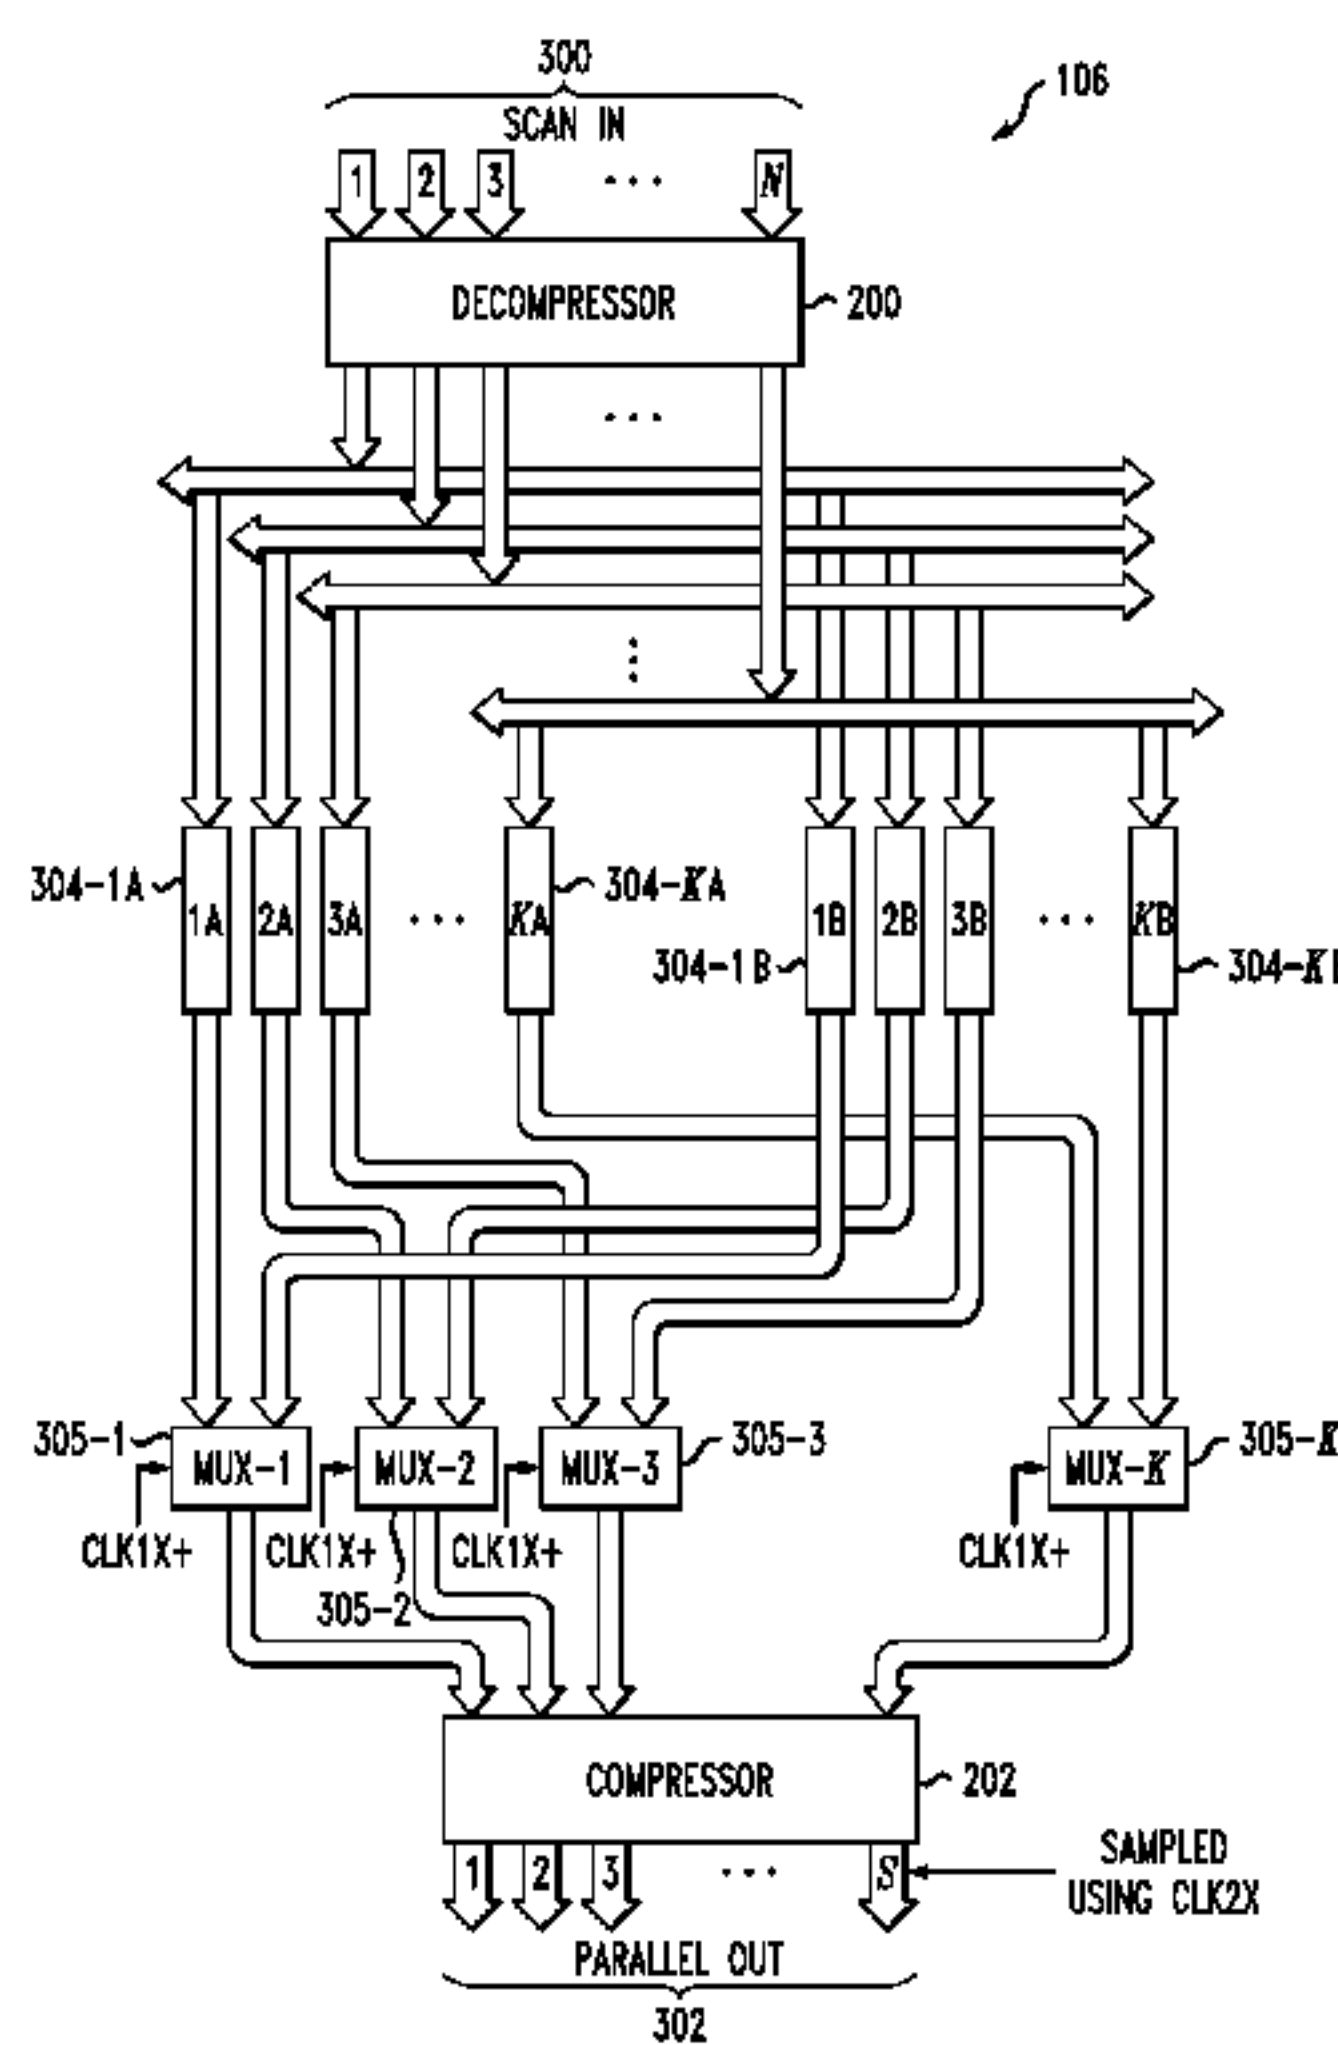 300
106
SCAN IN
1 2 3 ... N
DECOMPRESSOR
200
...
304-1A
1A 2A 3A ... KA
304-KA
304-1B
1B 2B 3B ... KB
305-1
MUX-1
MUX-2
MUX-3
305-3
MUX-K
305-K
CLK1X+
CLK1X+
CLK1X+
CLK1X+
305-2
COMPRESSOR
202
1 2 3 ... S
SAMPLED
USING CLK2X
PARALLEL OUT
302